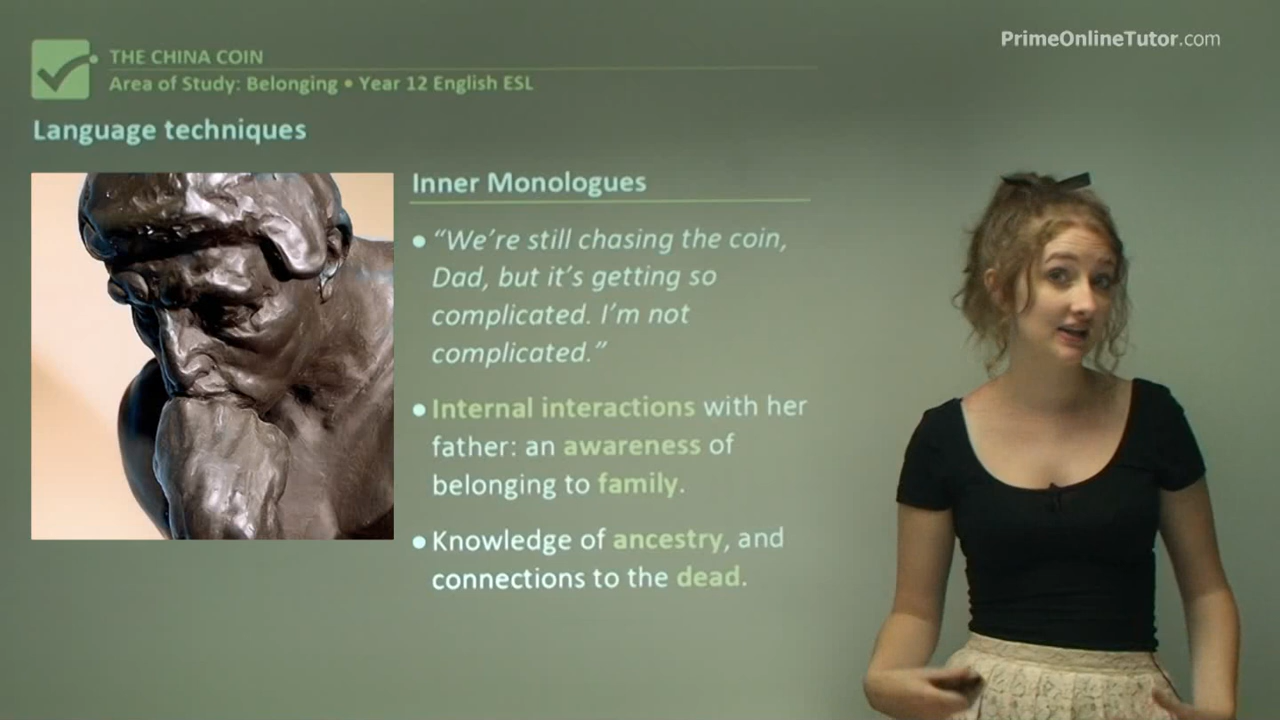 PrimeOnlineTutor.com
THE CHINA COIN
Area of Study: Belonging • Year 12 English ESL
Language techniques
Inner Monologues
• “We’re still chasing the coin,
Dad, but it’s getting so
complicated. I’m not
complicated.”
• Internal interactions with her
father: an awareness of
belonging to family.
• Knowledge of ancestry, and
connections to the dead.